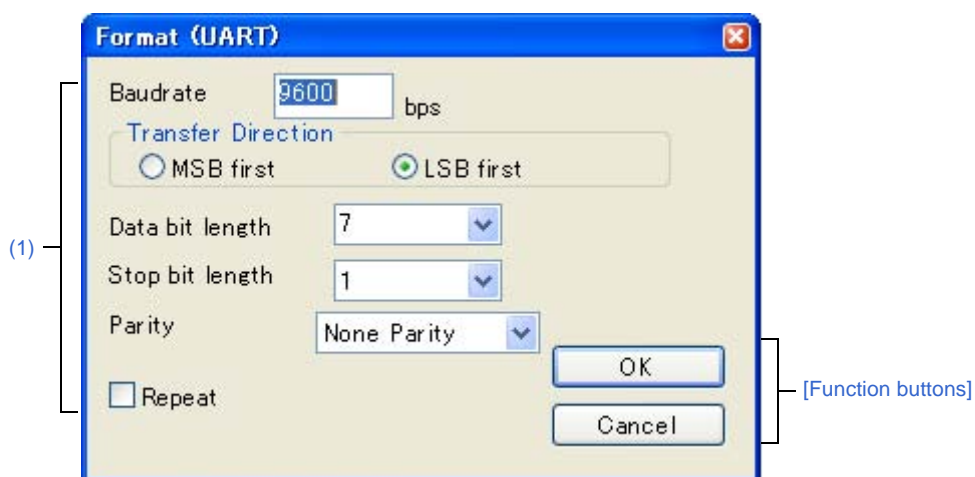 Format (UART)
Baudrate 9600 bps
Transfer Direction
MSB first LSB first
Data bit length 7
(1)
Stop bit length 1
Parity None Parity
OK
[Function buttons]
Repeat
Cancel